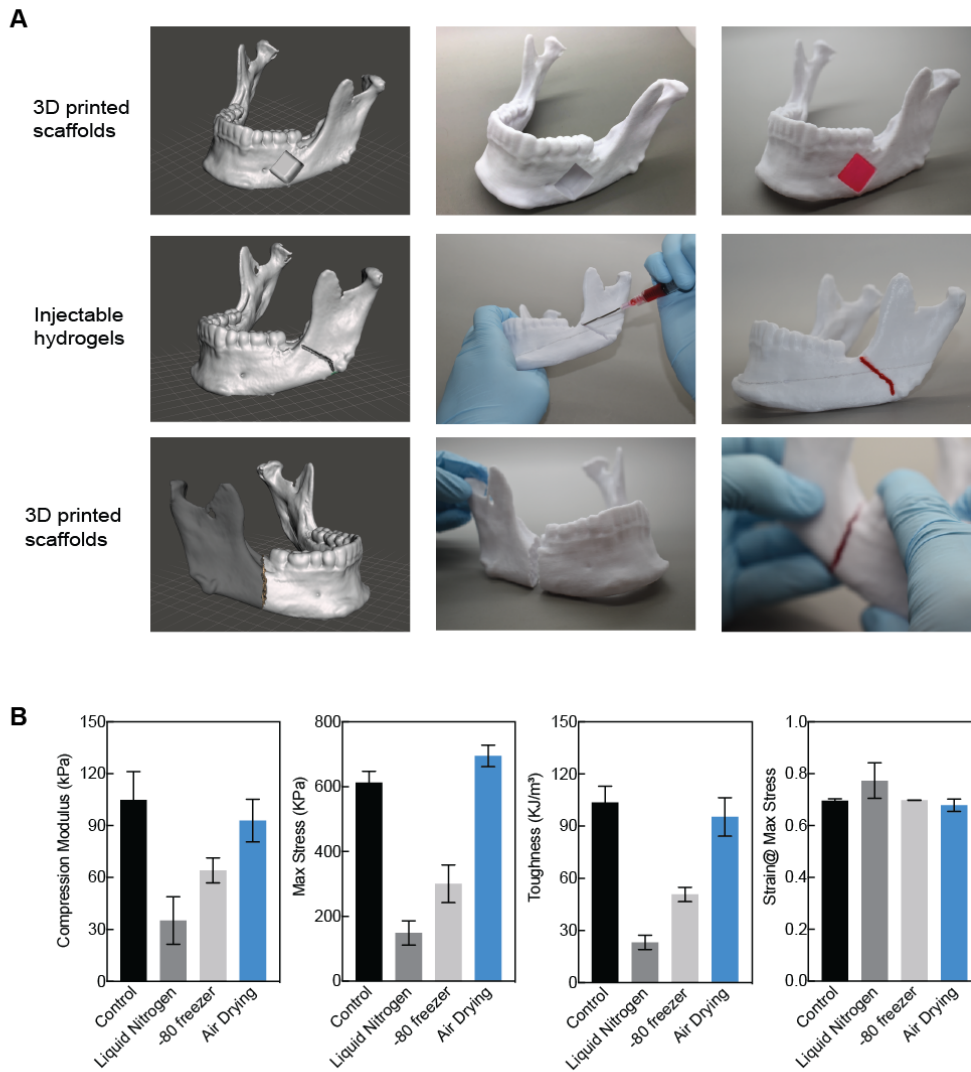 A
3D printed
scaffolds
Injectable
hydrogels
3D printed
scaffolds
B
Compression Modulus (kPa)
150
120
90
60
30
0
Control
Liquid Nitrogen
-80 freezer
Air Drying
Max Stress (KPa)
800
600
400
200
0
Control
Liquid Nitrogen
-80 freezer
Air Drying
Toughness (KJ/m³)
150
120
90
60
30
0
Control
Liquid Nitrogen
-80 freezer
Air Drying
Strain@ Max Stress
1.0
0.8
0.6
0.4
0.2
0.0
Control
Liquid Nitrogen
-80 freezer
Air Drying